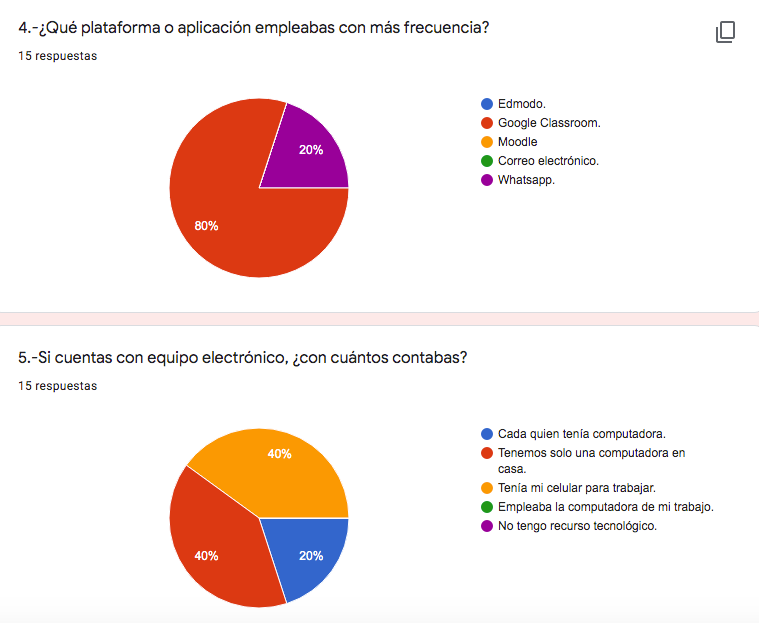 4.-¿Qué plataforma o aplicación empleabas con más frecuencia?
15 respuestas
Edmodo.
Google Classroom.
Moodle
Correo electrónico.
Whatsapp.
20%
80%
5.-Si cuentas con equipo electrónico, ¿con cuántos contabas?
15 respuestas
Cada quien tenía computadora.
Tenemos solo una computadora en
casa.
Tenía mi celular para trabajar.
Empleaba la computadora de mi trabajo.
No tengo recurso tecnológico.
40%
40%
20%